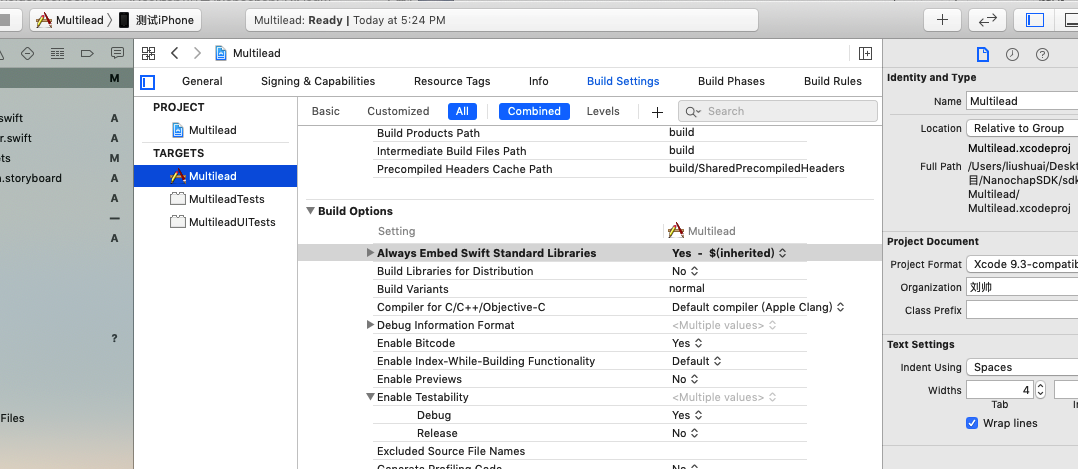 Multilead 测试iPhone
Multilead: Ready | Today at 5:24 PM
M
swift A
r.swift A
ts M
n.storyboard A
A
—
A
?
Files
Multilead
General Signing & Capabilities Resource Tags Info Build Settings Build Phases Build Rules
PROJECT
Multilead
TARGETS
Multilead
MultileadTests
MultileadUITests
Basic Customized All Combined Levels + Search
Build Products Path build
Intermediate Build Files Path build
Precompiled Headers Cache Path build/SharedPrecompiledHeaders
Build Options
Setting Multilead
Always Embed Swift Standard Libraries Yes - $(inherited)
Build Libraries for Distribution No
Build Variants normal
Compiler for C/C++/Objective-C Default compiler (Apple Clang)
Debug Information Format <Multiple values>
Enable Bitcode Yes
Enable Index-While-Building Functionality Default
Enable Previews No
Enable Testability <Multiple values>
Debug Yes
Release No
Excluded Source File Names
Generate Profiling Code No
Identity and Type
Name Multilead
Location Relative to Group
Multilead.xcodeproj
Full Path /Users/liushuai/Deskt
目/NanochapSDK/sdk
Multilead/
Multilead.xcodeproj
Project Document
Project Format Xcode 9.3-compatib
Organization 刘帅
Class Prefix
Text Settings
Indent Using Spaces
Widths 4
Tab In
Wrap lines